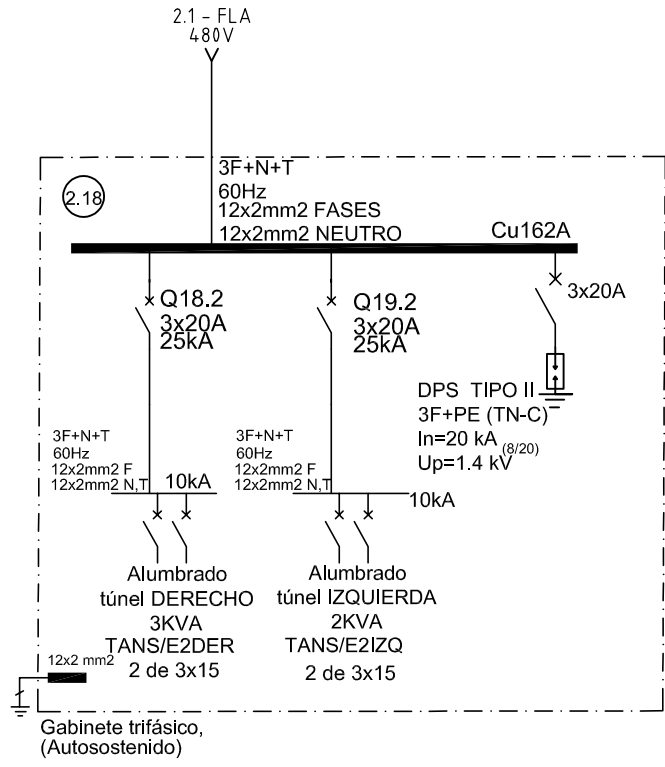 2.1 - FLA
480V
3F+N+T
60Hz
12x2mm2 FASES
12x2mm2 NEUTRO
2.18
Cu162A
Q18.2
3x20A
25kA
Q19.2
3x20A
25kA
3x20A
DPS TIPO II
3F+PE (TN-C)
In=20 kA (8/20)
Up=1.4 kV
3F+N+T
60Hz
12x2mm2 F
12x2mm2 N,T
10kA
3F+N+T
60Hz
12x2mm2 F
12x2mm2 N,T
10kA
Alumbrado
túnel DERECHO
3KVA
TANS/E2DER
2 de 3x15
Alumbrado
túnel IZQUIERDA
2KVA
TANS/E2IZQ
2 de 3x15
12x2 mm2
Gabinete trifásico,
(Autosostenido)